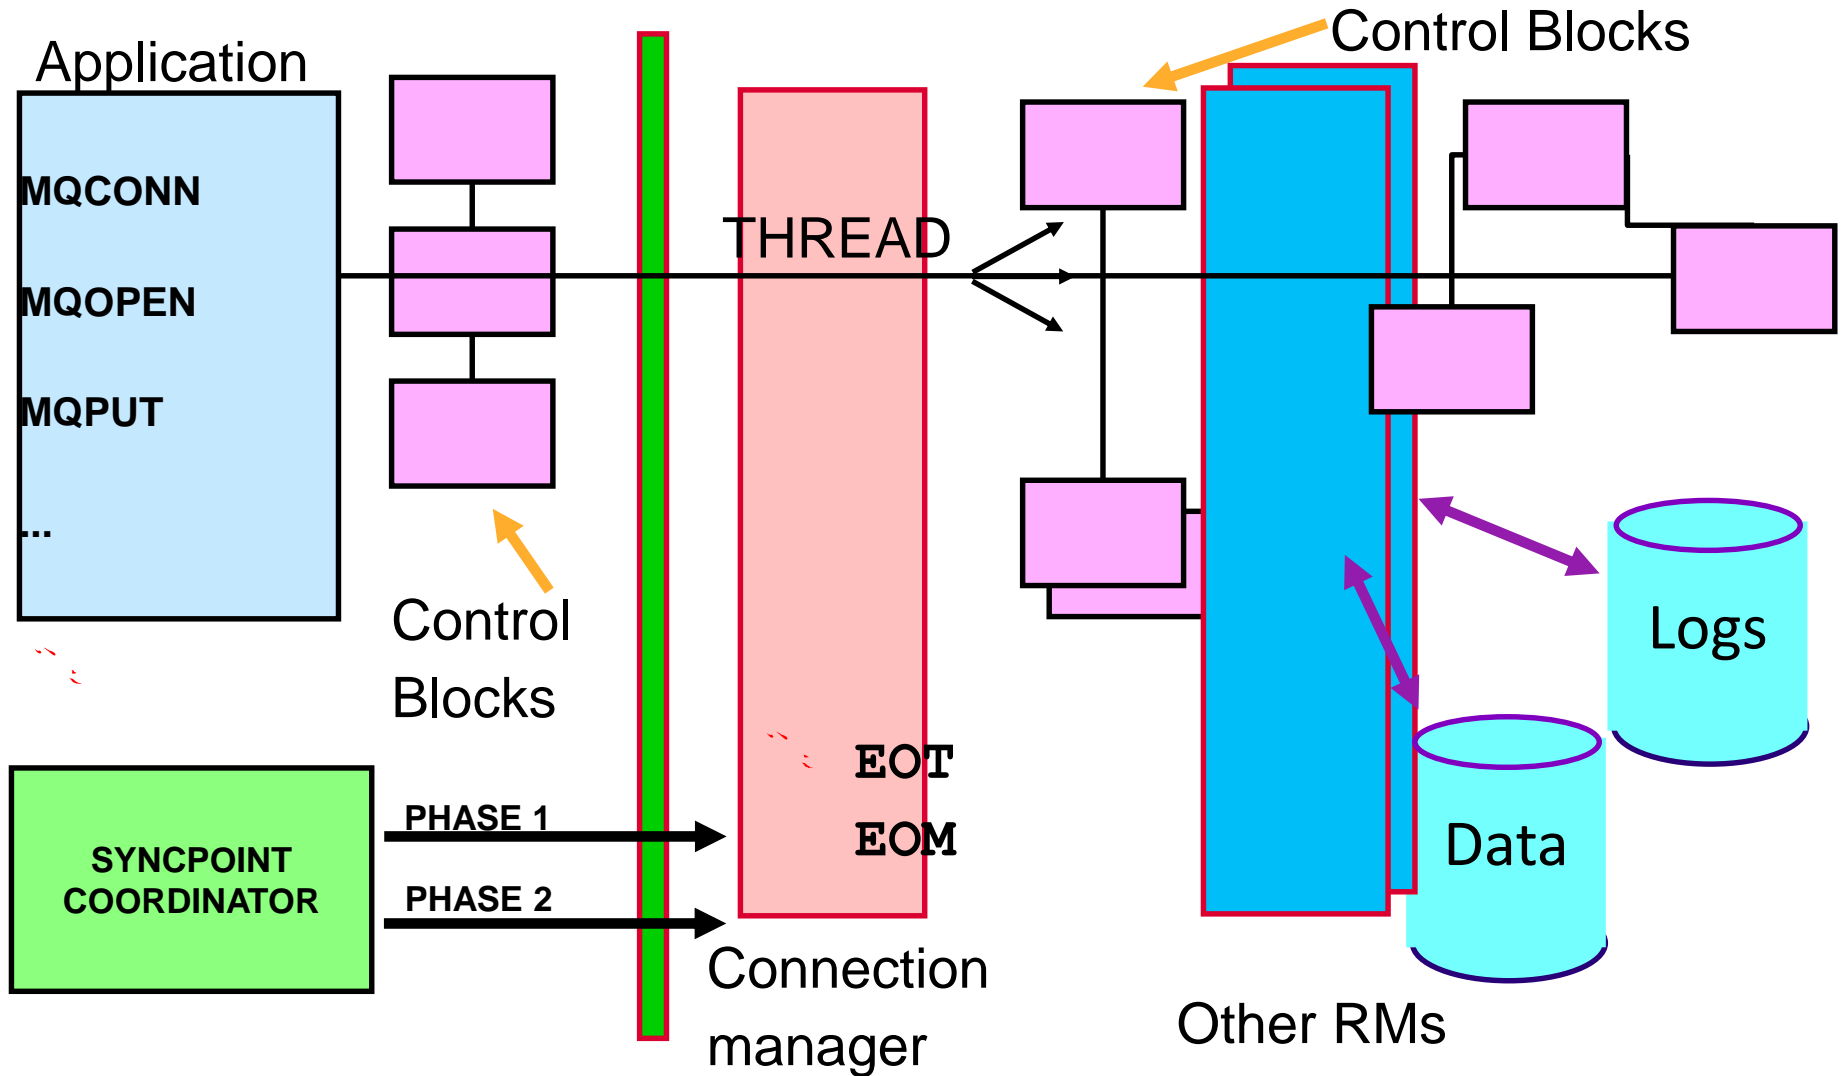 Application
MQCONN
MQOPEN
MQPUT
...
Control
Blocks
THREAD
Control Blocks
EOT
EOM
SYNCPOINT
COORDINATOR
PHASE 1
PHASE 2
Connection
manager
Other RMs
Logs
Data